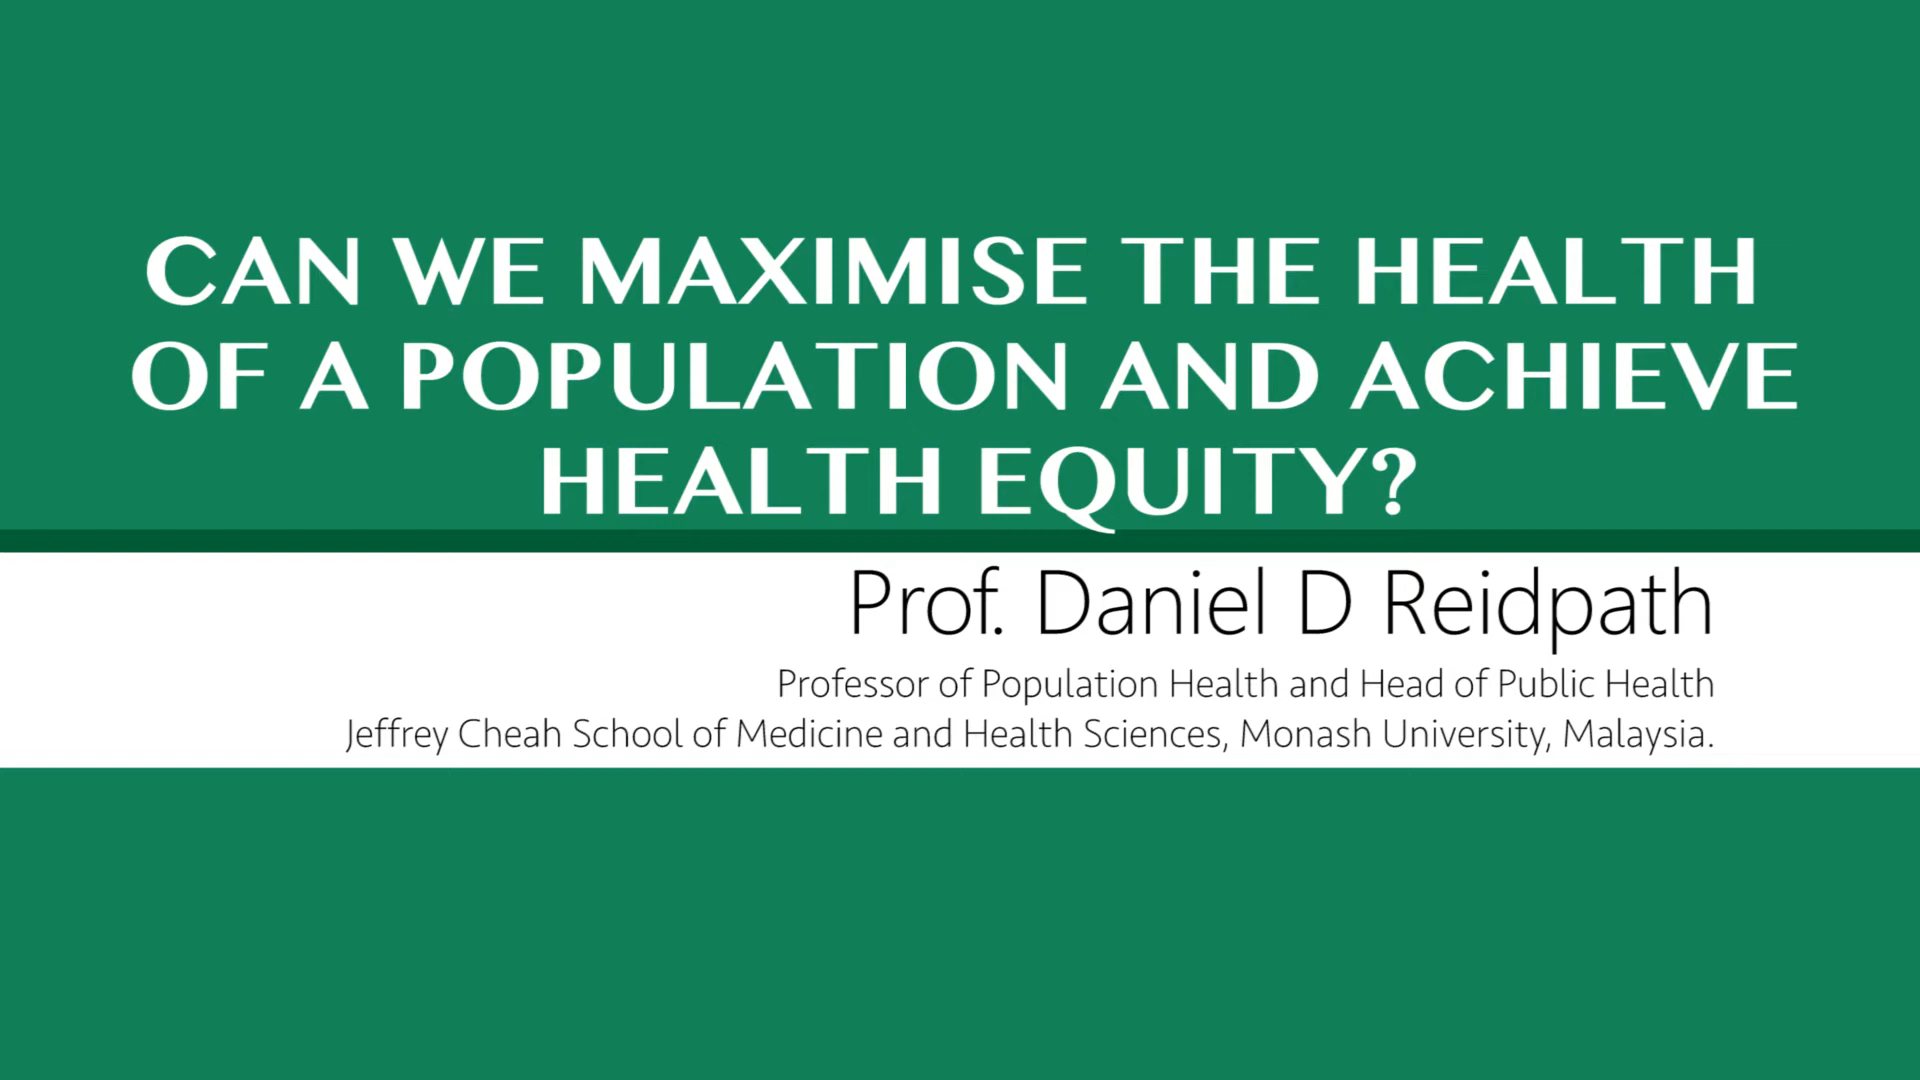 CAN WE MAXIMISE THE HEALTH
OF A POPULATION AND ACHIEVE
HEALTH EQUITY?
Prof. Daniel D Reidpath
Professor of Population Health and Head of Public Health
Jeffrey Cheah School of Medicine and Health Sciences, Monash University, Malaysia.